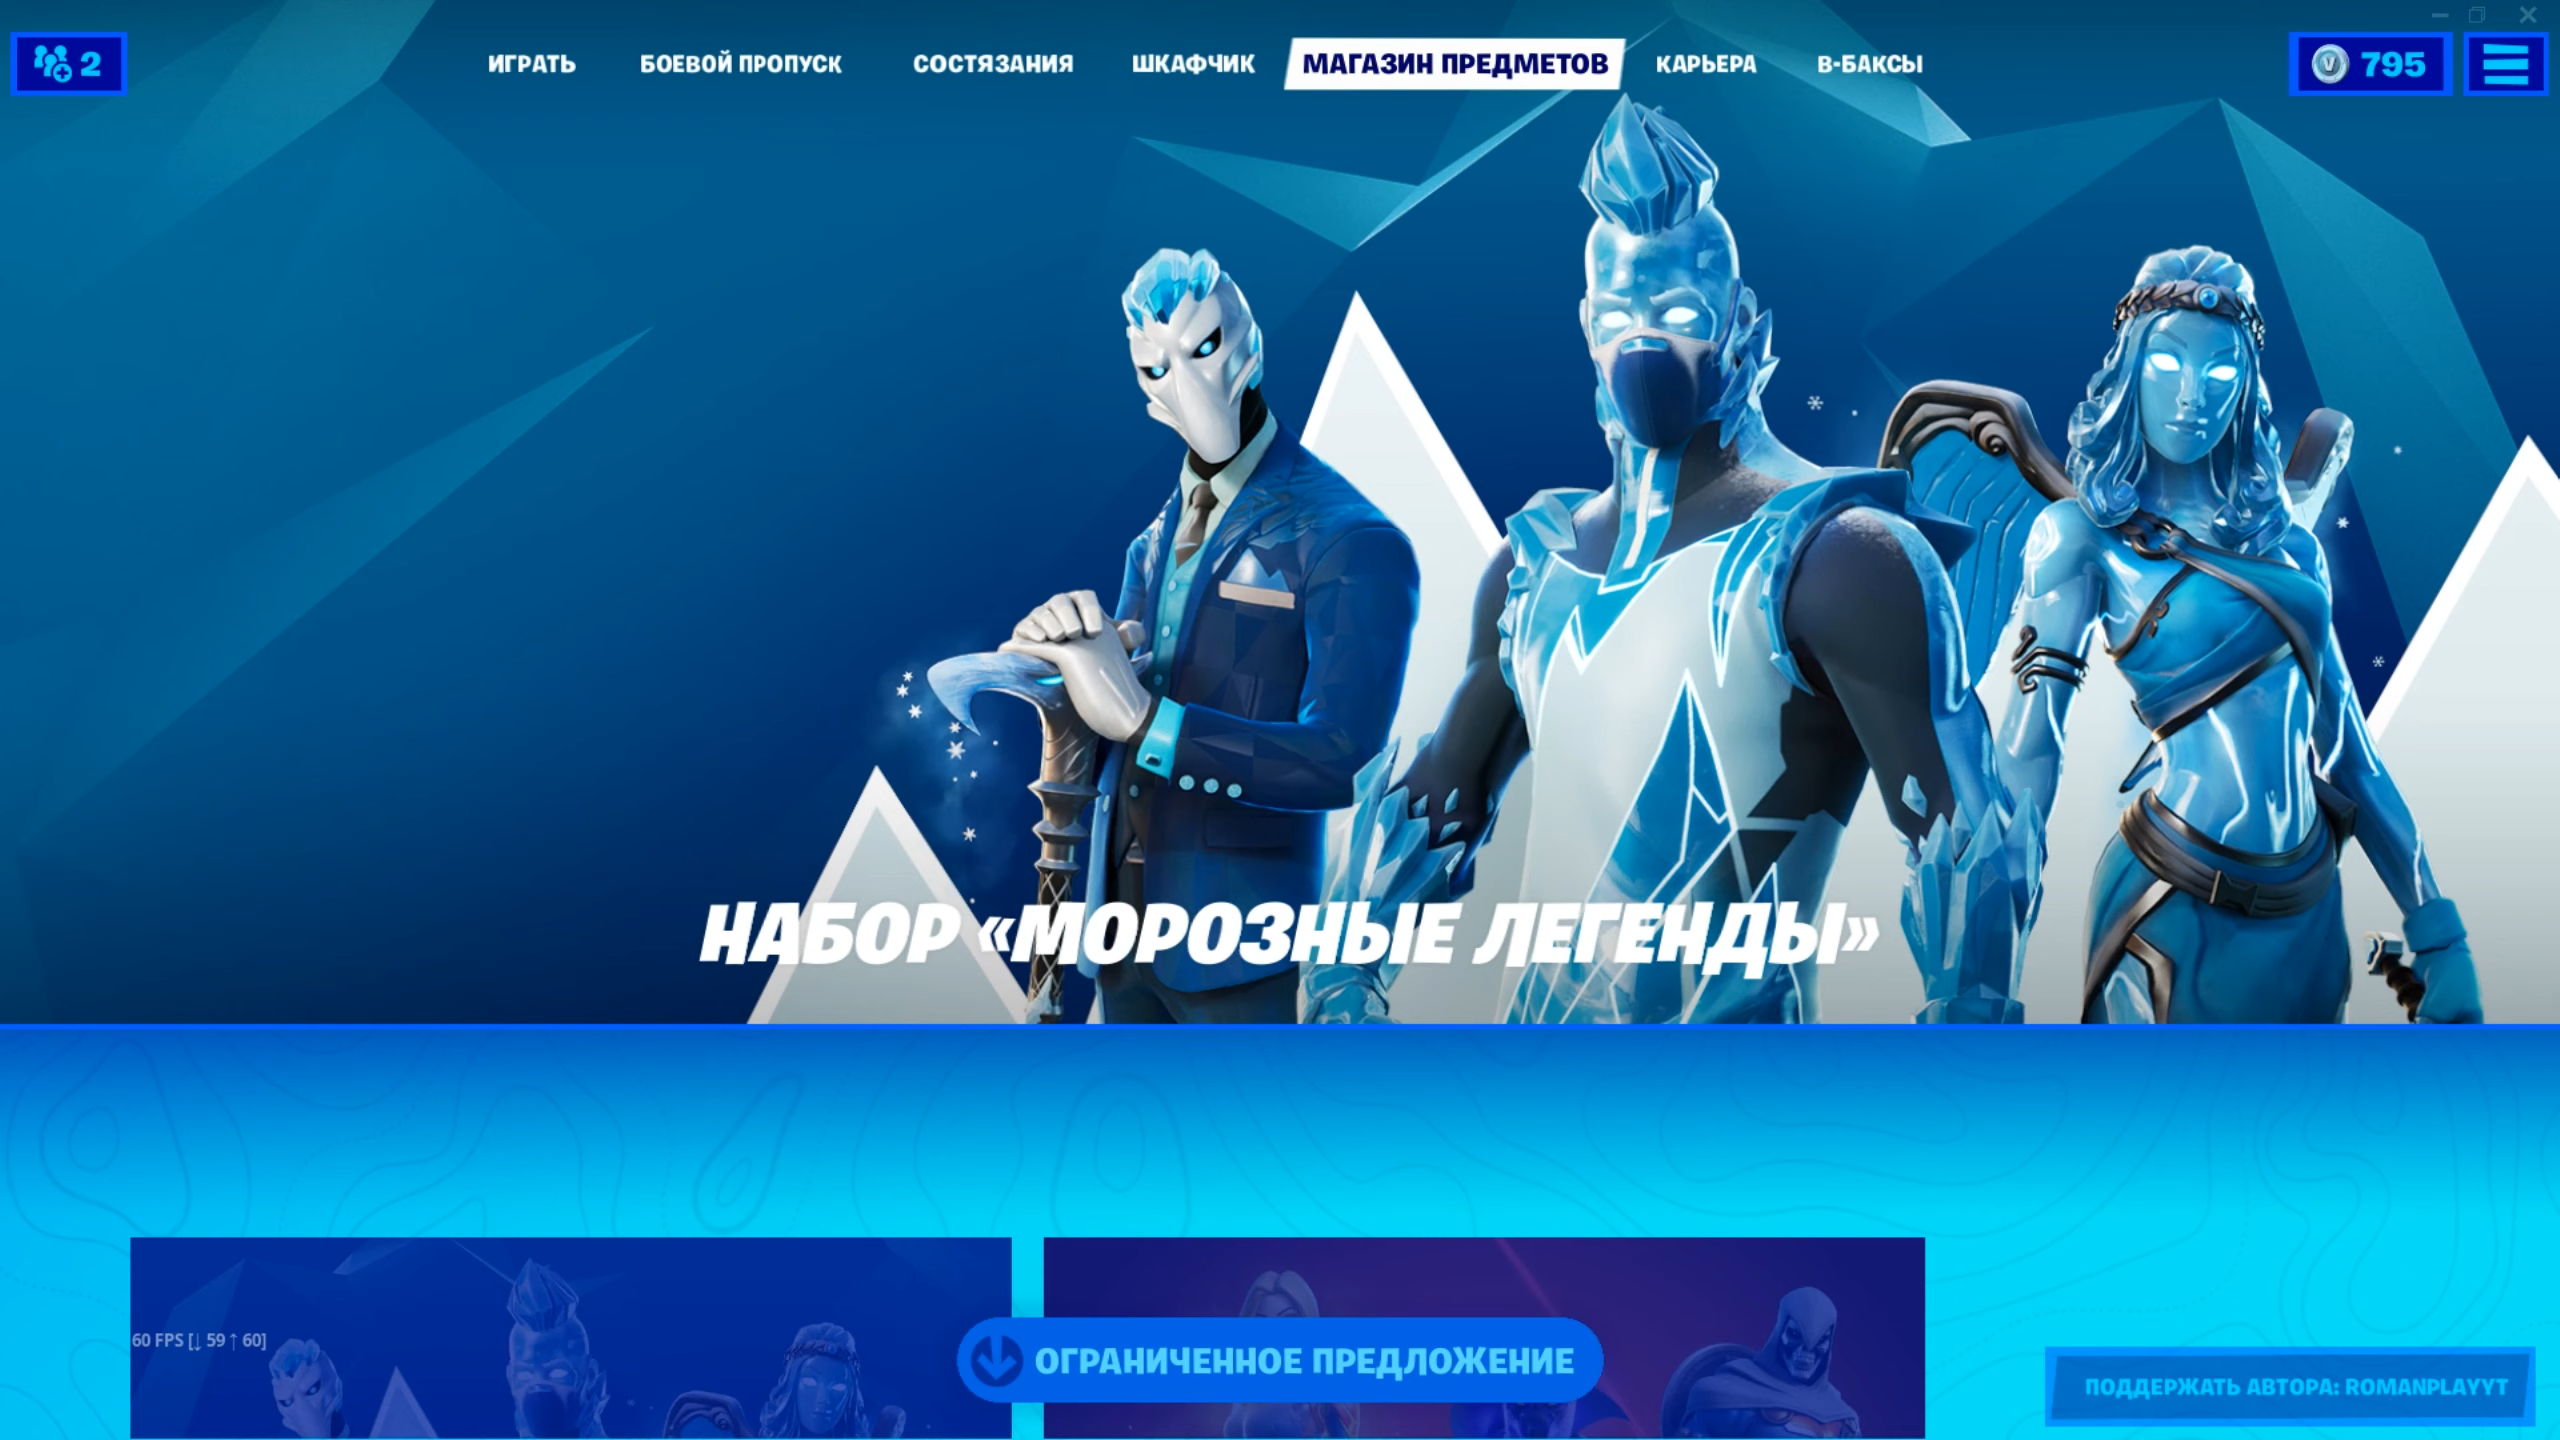 2
ИГРАТЬ
БОЕВОЙ ПРОПУСК
СОСТЯЗАНИЯ
ШКАФЧИК
МАГАЗИН ПРЕДМЕТОВ
КАРЬЕРА
В-БАКСЫ
795
НАБОР «МОРОЗНЫЕ ЛЕГЕНДЫ»
60 FPS [↓ 59 ↑ 60]
ОГРАНИЧЕННОЕ ПРЕДЛОЖЕНИЕ
ПОДДЕРЖАТЬ АВТОРА: ROMANPLAYYT